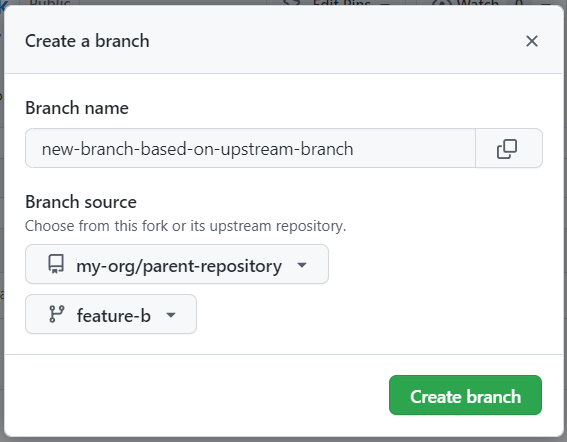 Public
Edit Pins
Watch
0
Create a branch
Branch name
new-branch-based-on-upstream-branch
Branch source
Choose from this fork or its upstream repository.
my-org/parent-repository
feature-b
Create branch